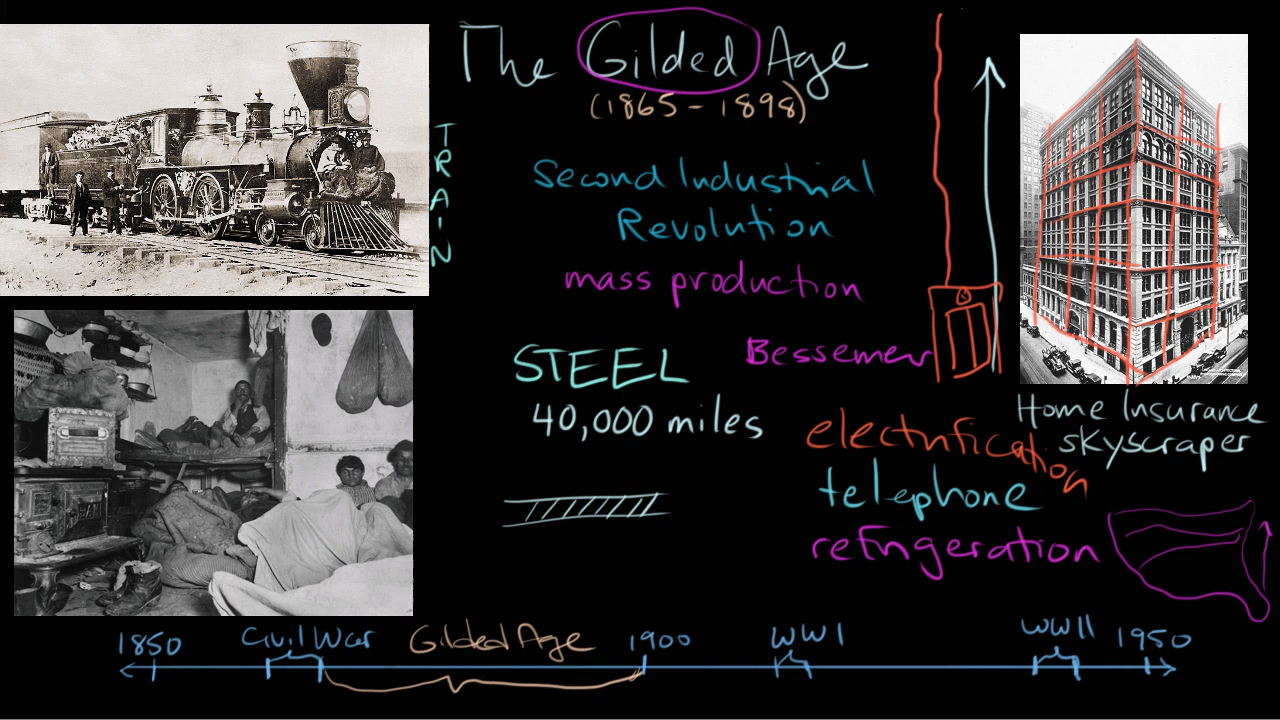 The Gilded Age
(1865-1898)
TRAIN
Second Industrial
Revolution
mass production
STEEL
Bessemer
40,000 miles
Home Insurance
skyscraper
electrification
telephone
refrigeration
1850 Civil War Gilded Age 1900 WWI WWII 1950